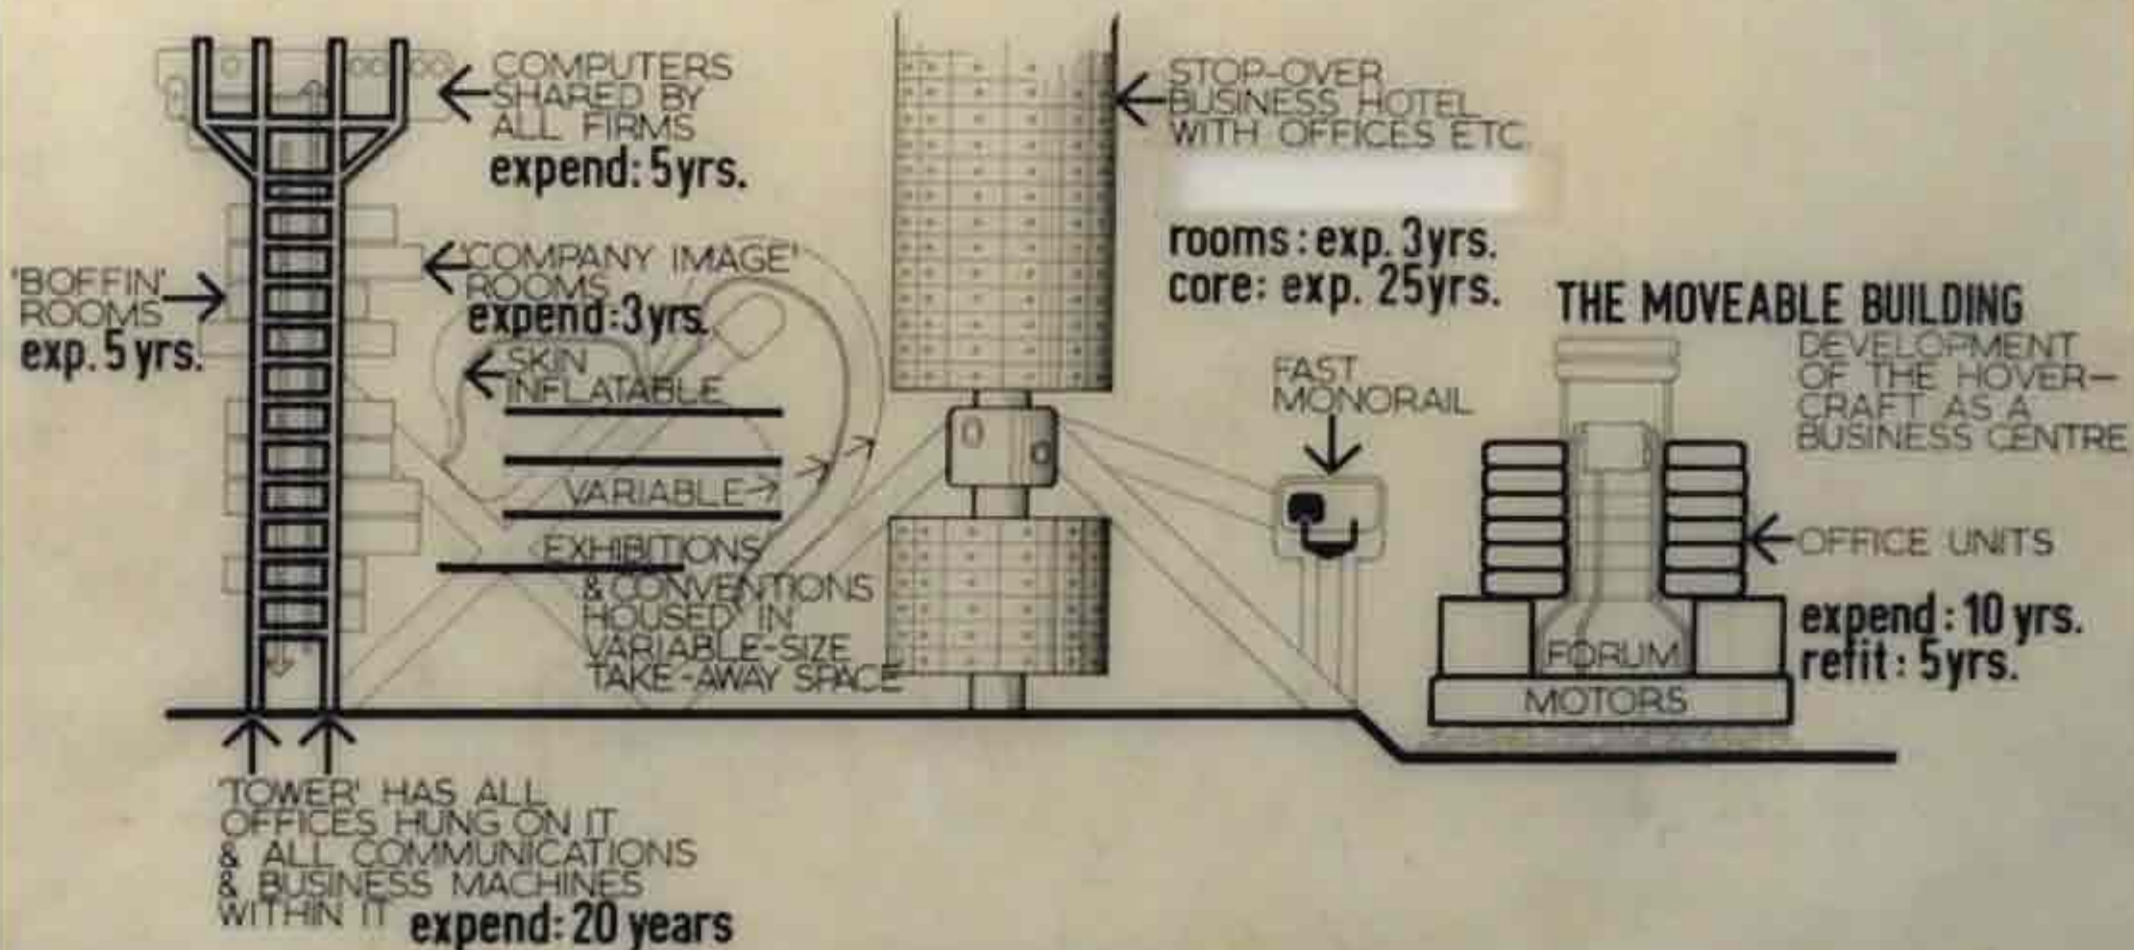 COMPUTERS
SHARED BY
ALL FIRMS
expend: 5yrs.
STOP-OVER
BUSINESS HOTEL
WITH OFFICES ETC.
rooms: exp. 3yrs.
core: exp. 25yrs.
'BOFFIN'
ROOMS
exp. 5 yrs.
'COMPANY IMAGE'
ROOMS
expend:3yrs.
SKIN
INFLATABLE
VARIABLE
EXHIBITIONS
& CONVENTIONS
HOUSED IN
VARIABLE-SIZE
TAKE-AWAY SPACE
FAST
MONORAIL
THE MOVEABLE BUILDING
DEVELOPMENT
OF THE HOVER-
CRAFT AS A
BUSINESS CENTRE
OFFICE UNITS
expend: 10 yrs.
refit: 5yrs.
FORUM
MOTORS
'TOWER' HAS ALL
OFFICES HUNG ON IT
& ALL COMMUNICATIONS
& BUSINESS MACHINES
WITHIN IT expend: 20 years